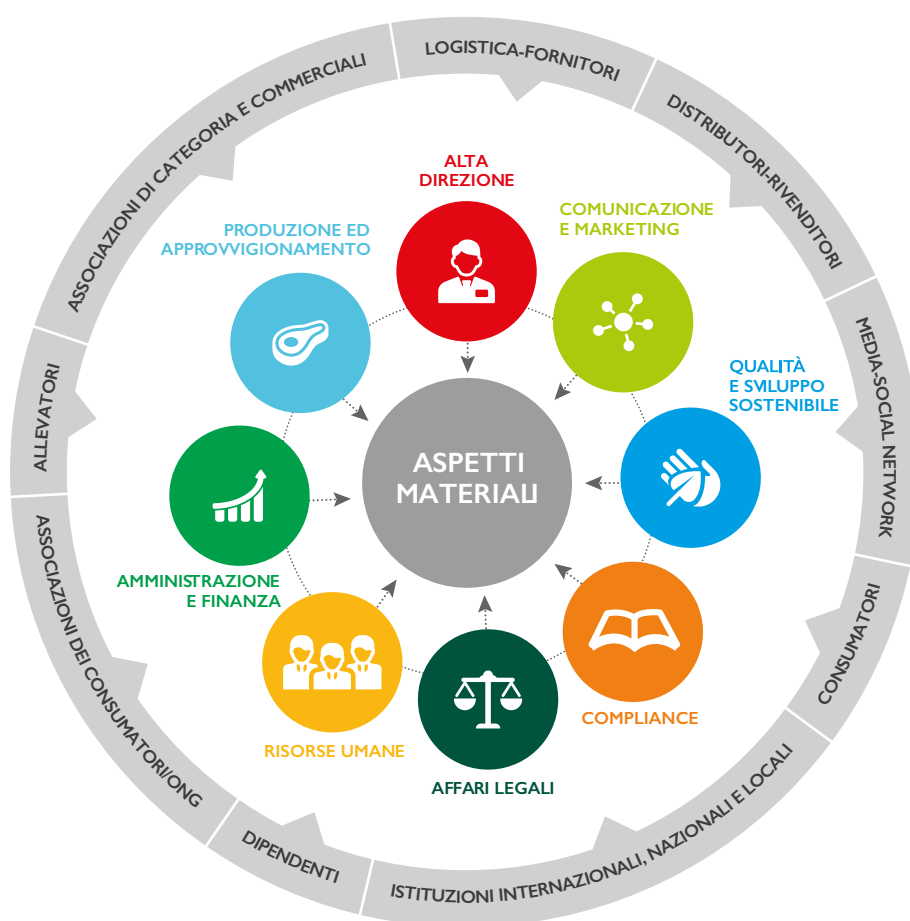 LOGISTICA-FORNITORI
DISTRIBUTORI-RIVENDITORI
MEDIA-SOCIAL NETWORK
CONSUMATORI
ISTITUZIONI INTERNAZIONALI, NAZIONALI E LOCALI
DIPENDENTI
ASSOCIAZIONI DEI CONSUMATORI/ONG
ALLEVATORI
ASSOCIAZIONI DI CATEGORIA E COMMERCIALI
ALTA
DIREZIONE
COMUNICAZIONE
E MARKETING
QUALITÀ
E SVILUPPO
SOSTENIBILE
COMPLIANCE
AFFARI LEGALI
RISORSE UMANE
AMMINISTRAZIONE
E FINANZA
PRODUZIONE ED
APPROVVIGIONAMENTO
ASPETTI
MATERIALI